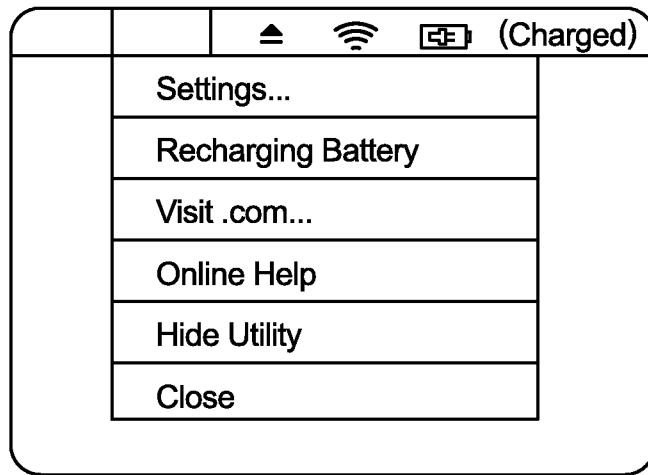 (Charged)
Settings...
Recharging Battery
Visit .com...
Online Help
Hide Utility
Close